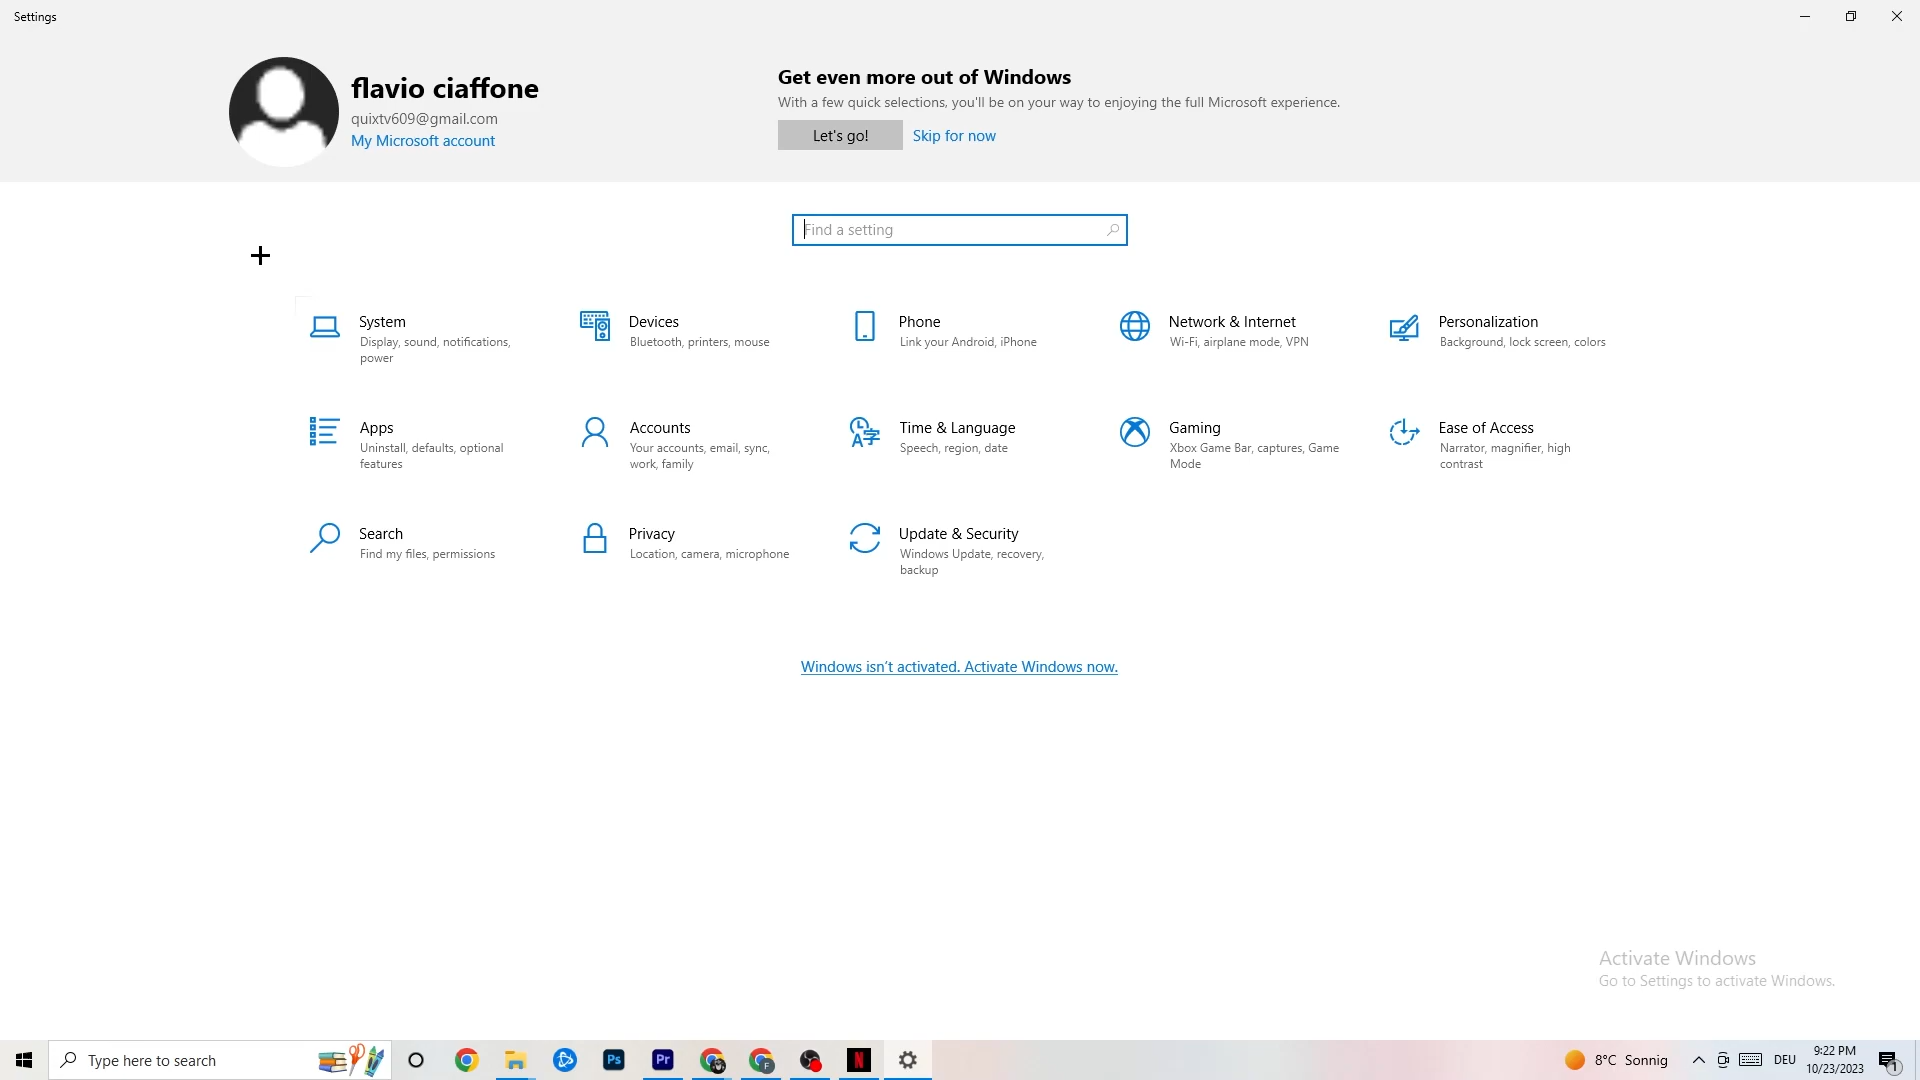 Settings
flavio ciaffone
quixtv609@gmail.com
My Microsoft account
Get even more out of Windows
With a few quick selections, you'll be on your way to enjoying the full Microsoft experience.
Let's go!
Skip for now
Find a setting
System
Display, sound, notifications,
power
Devices
Bluetooth, printers, mouse
Phone
Link your Android, iPhone
Network & Internet
Wi-Fi, airplane mode, VPN
Personalization
Background, lock screen, colors
Apps
Uninstall, defaults, optional
features
Accounts
Your accounts, email, sync,
work, family
Time & Language
Speech, region, date
Gaming
Xbox Game Bar, captures, Game
Mode
Ease of Access
Narrator, magnifier, high
contrast
Search
Find my files, permissions
Privacy
Location, camera, microphone
Update & Security
Windows Update, recovery,
backup
Windows isn't activated. Activate Windows now.
Activate Windows
Go to Settings to activate Windows.
Type here to search
Ps
Pr
F
N
8°C Sonnig
DEU
9:22 PM
10/23/2023
1